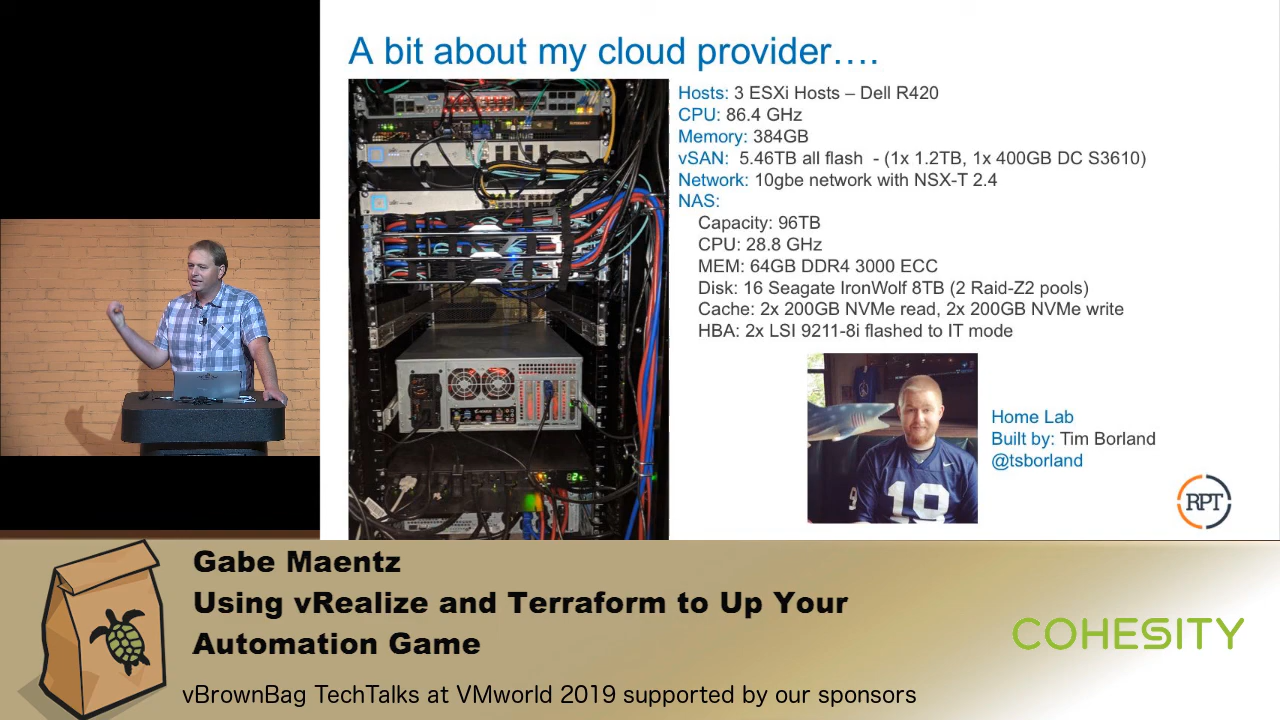 A bit about my cloud provider….
Hosts: 3 ESXi Hosts – Dell R420
CPU: 86.4 GHz
Memory: 384GB
vSAN: 5.46TB all flash - (1x 1.2TB, 1x 400GB DC S3610)
Network: 10gbe network with NSX-T 2.4
NAS:
Capacity: 96TB
CPU: 28.8 GHz
MEM: 64GB DDR4 3000 ECC
Disk: 16 Seagate IronWolf 8TB (2 Raid-Z2 pools)
Cache: 2x 200GB NVMe read, 2x 200GB NVMe write
HBA: 2x LSI 9211-8i flashed to IT mode
9
19
Home Lab
Built by: Tim Borland
@tsborland
RPT
Gabe Maentz
Using vRealize and Terraform to Up Your
Automation Game
COHESITY
vBrownBag TechTalks at VMworld 2019 supported by our sponsors